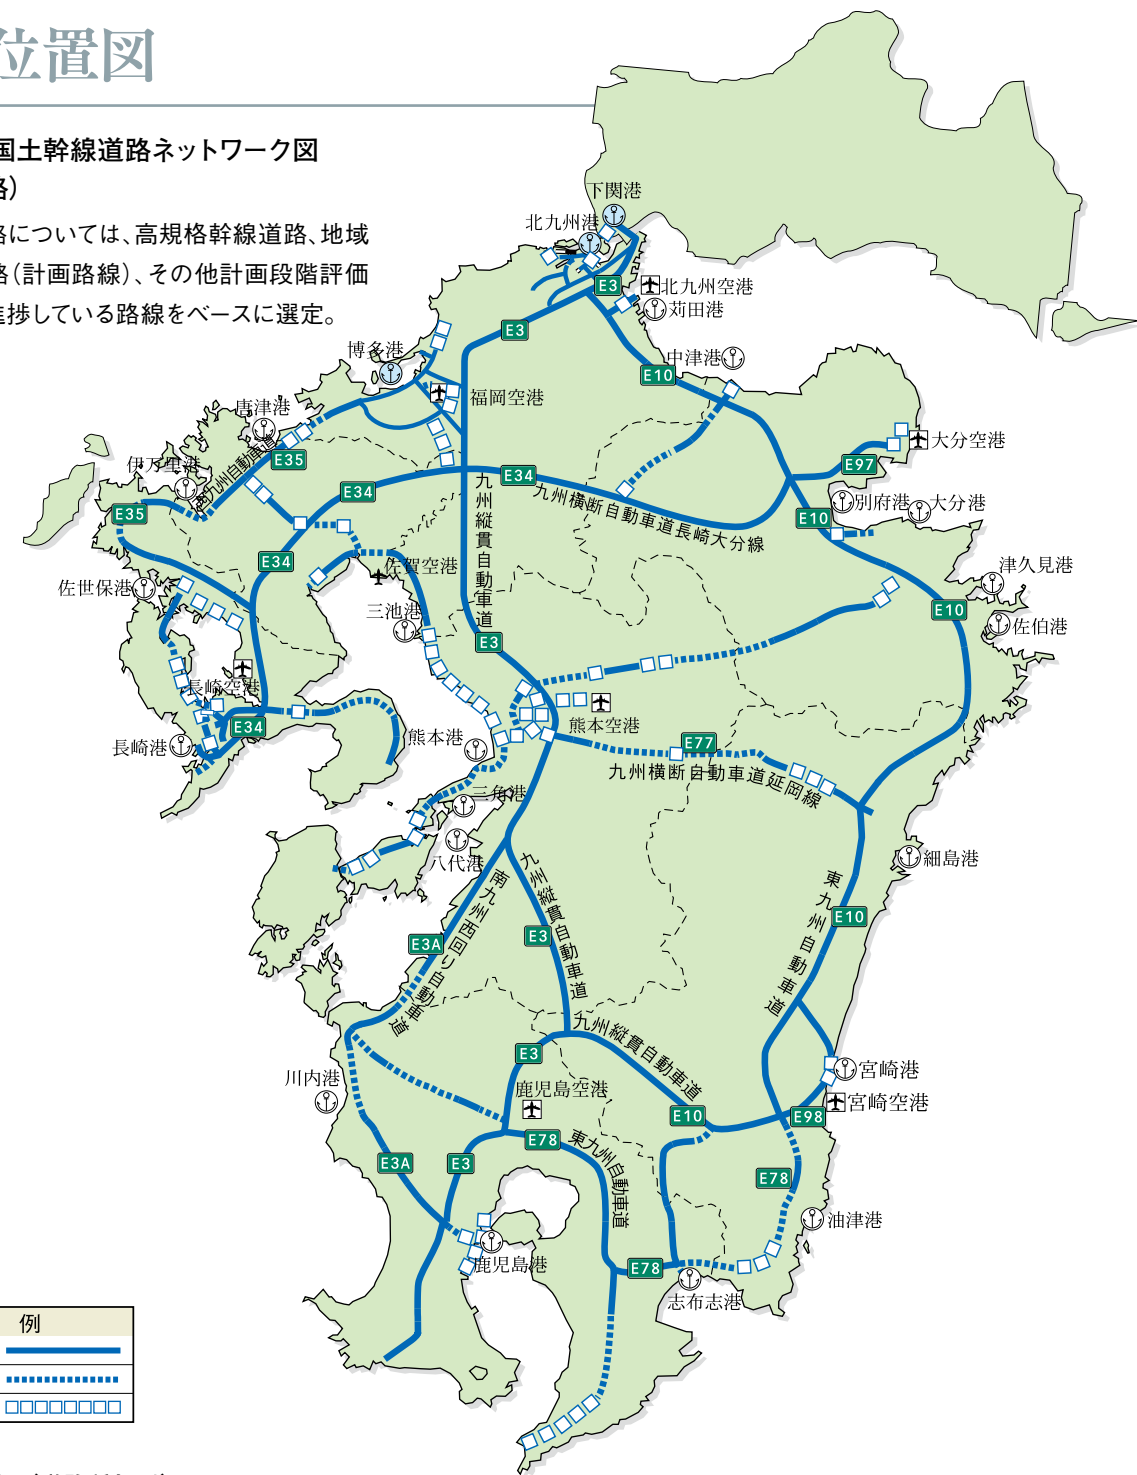 位置図
国土幹線道路ネットワーク図
路）
路については、高規格幹線道路、地域
路（計画路線）、その他計画段階評価
進捗している路線をベースに選定。
下関港
北九州港
E3
北九州空港
苅田港
E3
博多港
中津港
E10
福岡空港
唐津港
大分空港
E35
伊万里港
西九州自動車道
E97
E34
E34
九州横断自動車道長崎大分線
九州縦貫自動車道
E35
別府港
大分港
E10
E34
佐賀空港
津久見港
佐世保港
三池港
E10
佐伯港
E3
長崎空港
熊本空港
E34
長崎港
熊本港
E77
九州横断自動車道延岡線
三角港
八代港
細島港
南九州西回り自動車道
九州縦貫自動車道
東九州自動車道
E10
E3A
E3
九州縦貫自動車道
E3
川内港
鹿児島空港
宮崎港
宮崎空港
E10
E98
E78
東九州自動車道
E3A
E3
E78
油津港
鹿児島港
E78
志布志港
例